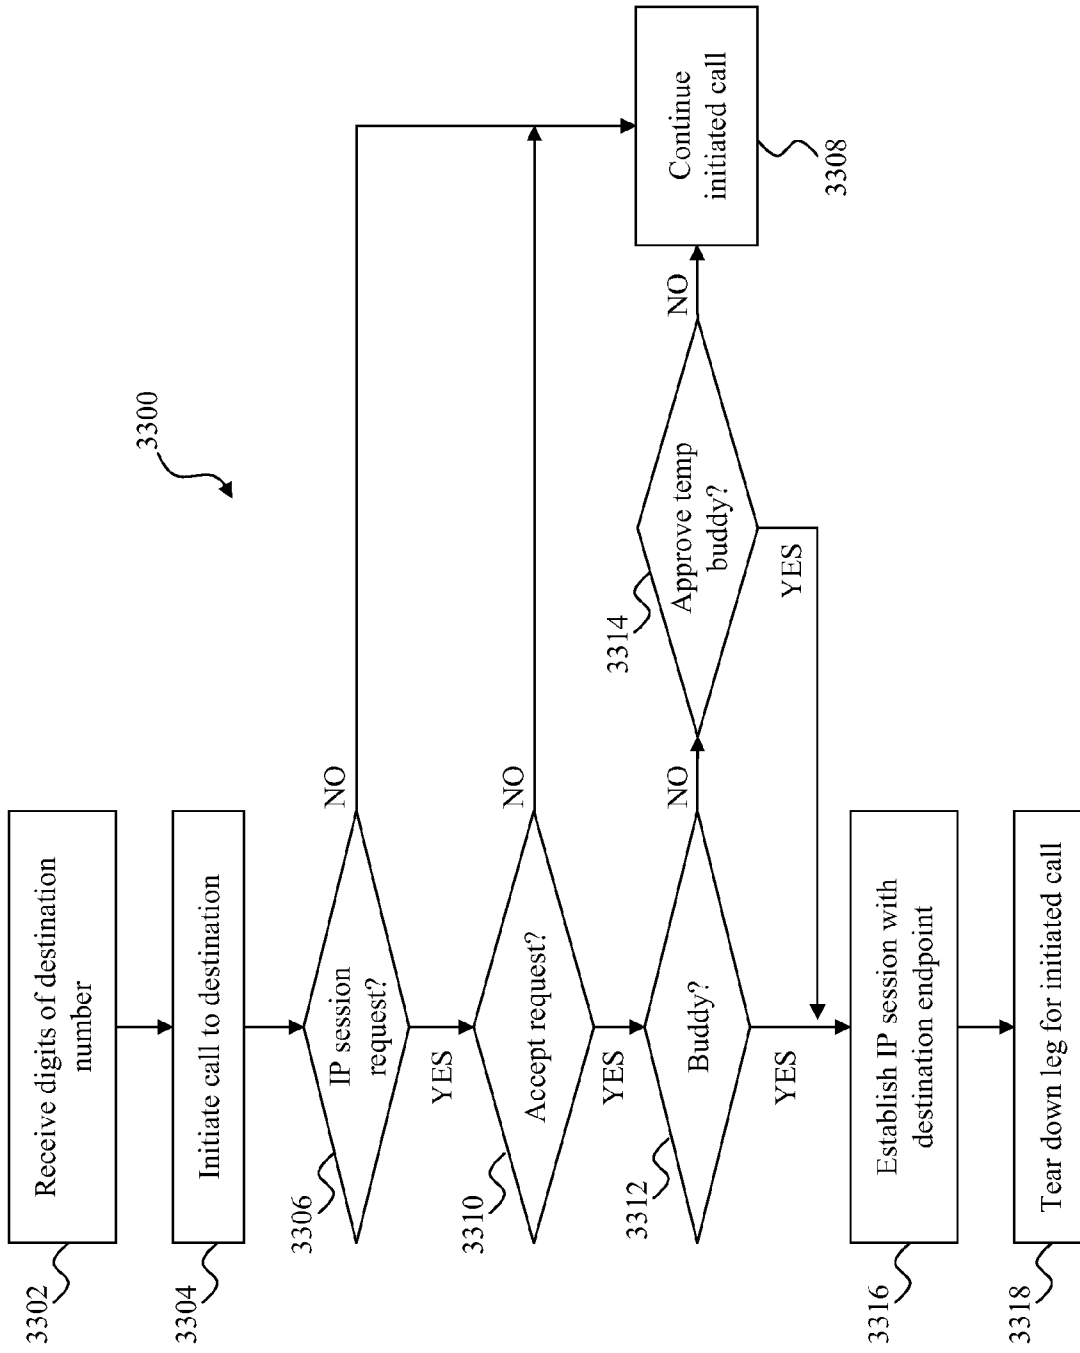 3300
3302
Receive digits of destination
number
3304
Initiate call to destination
3306
IP session
request?
NO
YES
3310
Accept request?
NO
YES
3312
Buddy?
NO
YES
3314
Approve temp
buddy?
NO
YES
Continue
initiated call
3308
3316
Establish IP session with
destination endpoint
3318
Tear down leg for initiated call